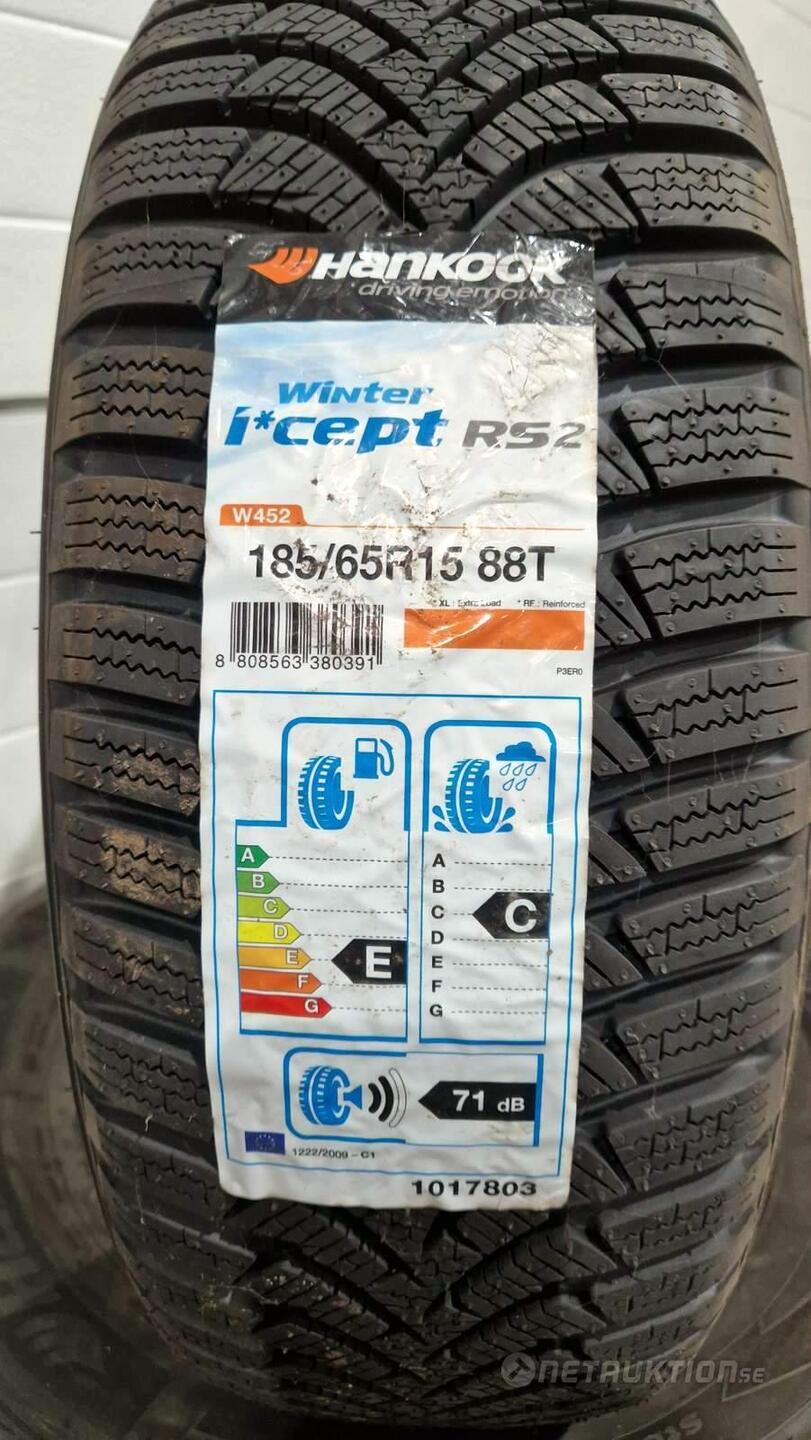 Hankook
driving emotion
Winter
i*cept RS2
W452
185/65R15 88T
* XL : Extra Load * RF : Reinforced
8 808563 380391
P3ER0
A
B
C
D
E
F
G
E
A
B
C
D
E
F
G
C
71 dB
1222/2009 - C1
1017803
NETAUKTION.SE